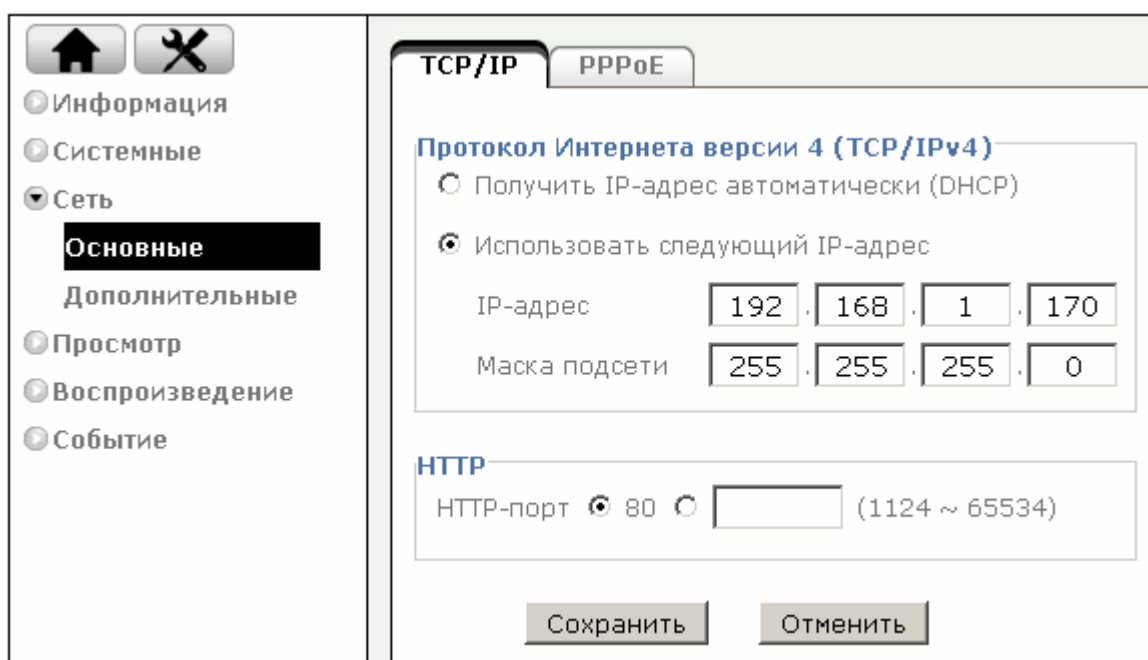 Информация
Системные
Сеть
Основные
Дополнительные
Просмотр
Воспроизведение
Событие
TCP/IP PPPoE
Протокол Интернета версии 4 (TCP/IPv4)
Получить IP-адрес автоматически (DHCP)
Использовать следующий IP-адрес
IP-адрес 192 . 168 . 1 . 170
Маска подсети 255 . 255 . 255 . 0
HTTP
HTTP-порт 80 (1124 ~ 65534)
Сохранить Отменить